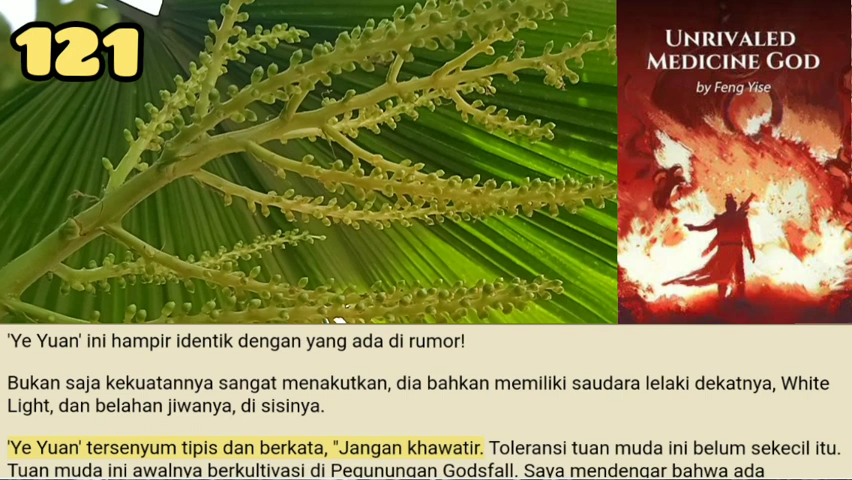 121
UNRIVALED
MEDICINE GOD
by Feng Yise
'Ye Yuan' ini hampir identik dengan yang ada di rumor!
Bukan saja kekuatannya sangat menakutkan, dia bahkan memiliki saudara lelaki dekatnya, White
Light, dan belahan jiwanya, di sisinya.
'Ye Yuan' tersenyum tipis dan berkata, "Jangan khawatir. Toleransi tuan muda ini belum sekecil itu.
Tuan muda ini awalnya berkultivasi di Pegunungan Godsfall. Saya mendengar bahwa ada